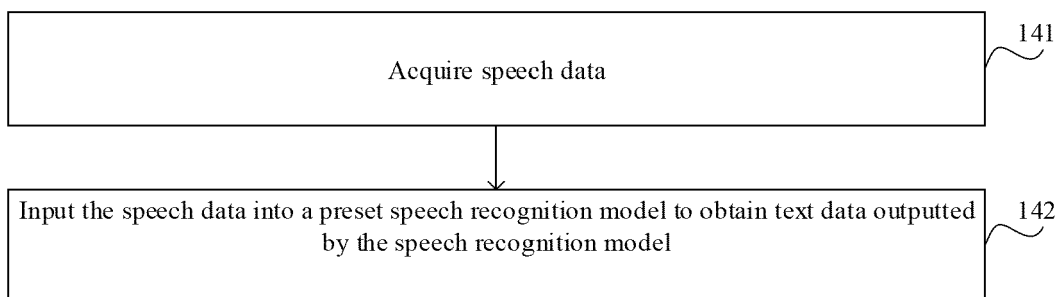 141
Acquire speech data
Input the speech data into a preset speech recognition model to obtain text data outputted
by the speech recognition model
142